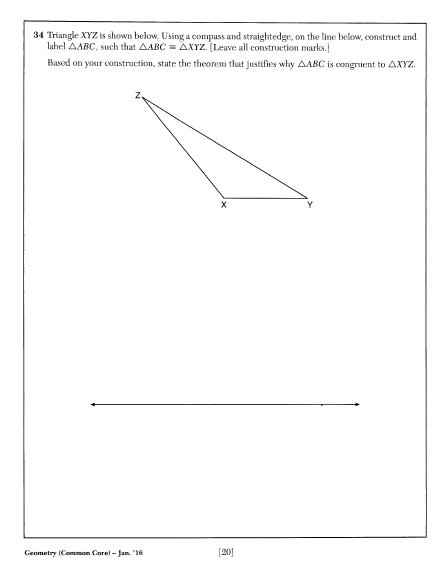 34 Triangle XYZ is shown below. Using a compass and straightedge, on the line below, construct and
label △ABC, such that △ABC ≅ △XYZ. [Leave all construction marks.]
Based on your construction, state the theorem that justifies why △ABC is congruent to △XYZ.
Z
X
Y
Geometry (Common Core) – Jan. '16
[20]